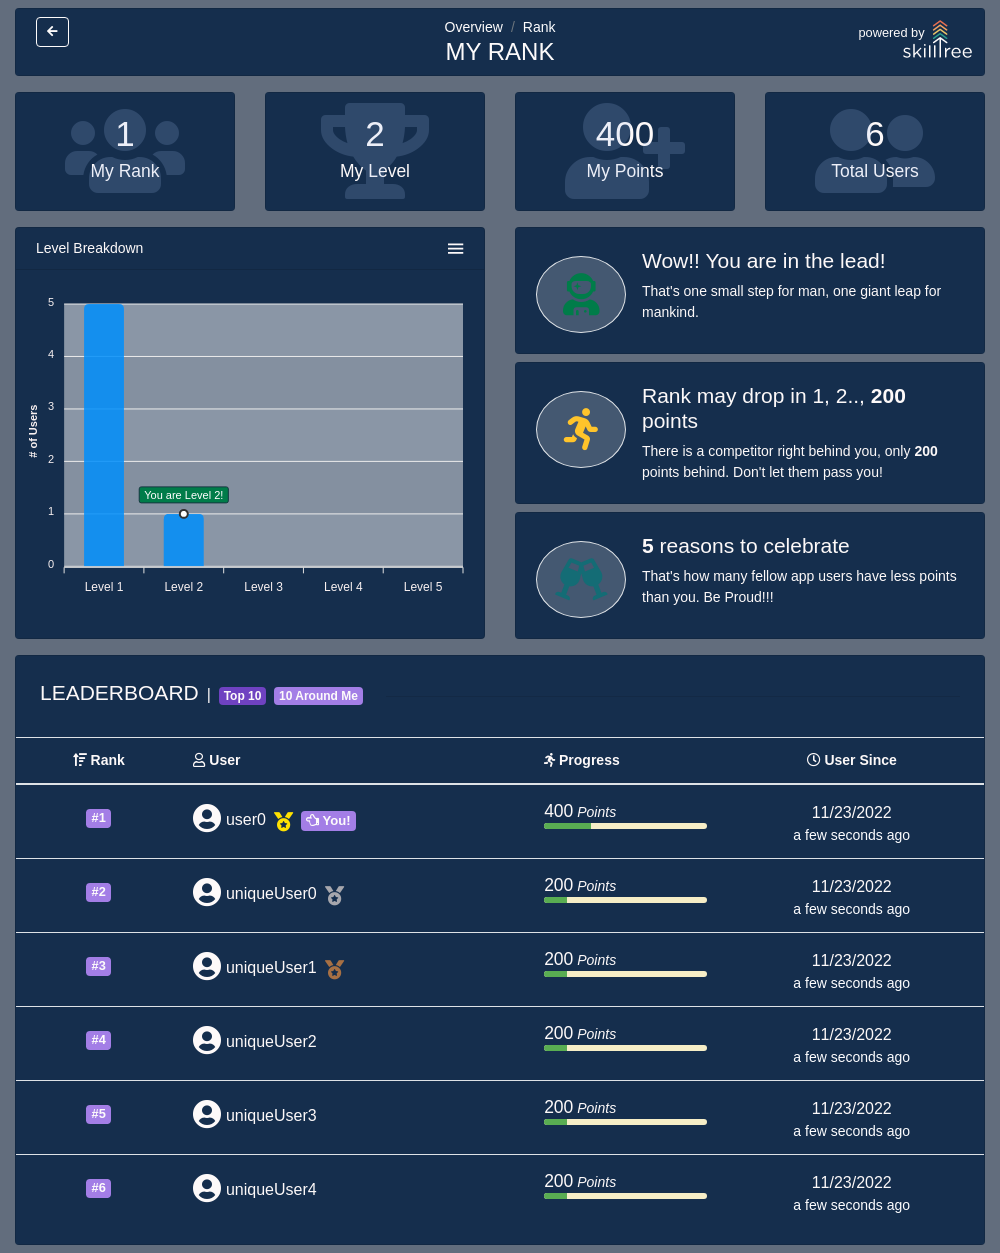 Overview / Rank
MY RANK
powered by
skilltree
1
My Rank
2
My Level
400
My Points
6
Total Users
Level Breakdown
# of Users
5
4
3
2
1
0
You are Level 2!
Level 1 Level 2 Level 3 Level 4 Level 5
Wow!! You are in the lead!
That's one small step for man, one giant leap for
mankind.
Rank may drop in 1, 2.., 200
points
There is a competitor right behind you, only 200
points behind. Don't let them pass you!
5 reasons to celebrate
That's how many fellow app users have less points
than you. Be Proud!!!
LEADERBOARD | Top 10 10 Around Me
Rank User Progress User Since
#1 user0 You! 400 Points 11/23/2022
a few seconds ago
#2 uniqueUser0 200 Points 11/23/2022
a few seconds ago
#3 uniqueUser1 200 Points 11/23/2022
a few seconds ago
#4 uniqueUser2 200 Points 11/23/2022
a few seconds ago
#5 uniqueUser3 200 Points 11/23/2022
a few seconds ago
#6 uniqueUser4 200 Points 11/23/2022
a few seconds ago